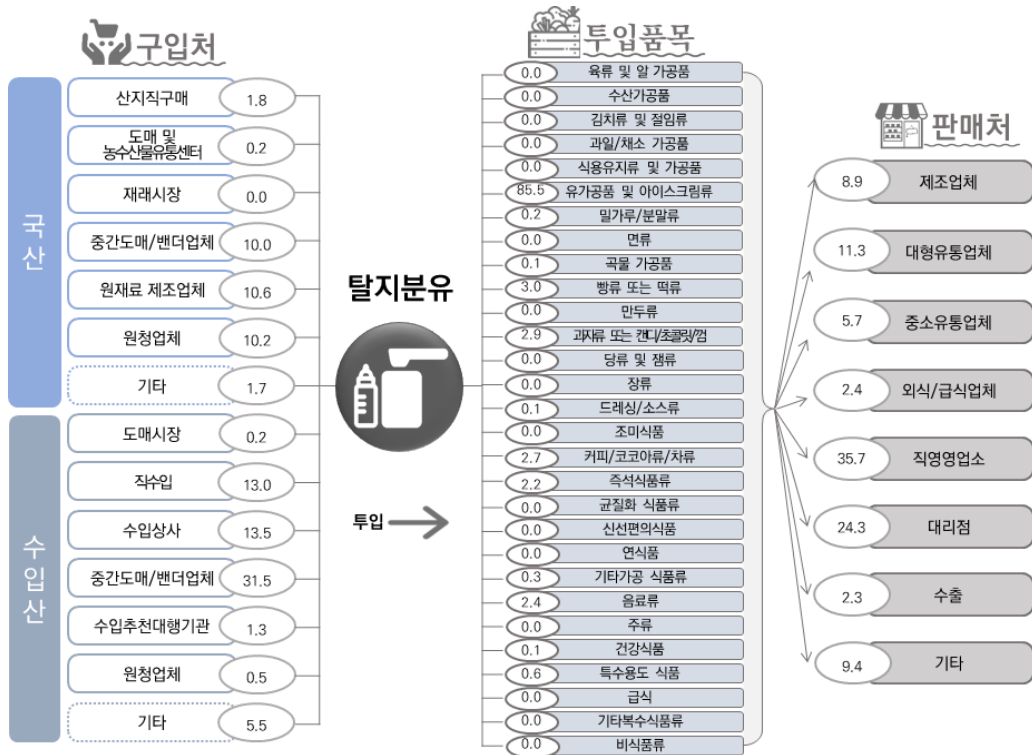 구입처
국산
산지직구매 1.8
도매 및
농수산물유통센터 0.2
재래시장 0.0
중간도매/밴더업체 10.0
원재료 제조업체 10.6
원청업체 10.2
기타 1.7
수입산
도매시장 0.2
직수입 13.0
수입상사 13.5
중간도매/밴더업체 31.5
수입추천대행기관 1.3
원청업체 0.5
기타 5.5
탈지분유
투입
투입품목
0.0 육류 및 알 가공품
0.0 수산가공품
0.0 김치류 및 절임류
0.0 과일/채소 가공품
0.0 식용유지류 및 가공품
85.5 유가공품 및 아이스크림류
0.2 밀가루/분말류
0.0 면류
0.1 곡물 가공품
3.0 빵류 또는 떡류
0.0 만두류
2.9 과자류 또는 캔디/초콜릿/껌
0.0 당류 및 잼류
0.0 장류
0.1 드레싱/소스류
0.0 조미식품
2.7 커피/코코아류/차류
2.2 즉석식품류
0.0 균질화 식품류
0.0 신선편의식품
0.0 연식품
0.3 기타가공 식품류
2.4 음료류
0.0 주류
0.1 건강식품
0.6 특수용도 식품
0.0 급식
0.0 기타복수식품류
0.0 비식품류
판매처
8.9 제조업체
11.3 대형유통업체
5.7 중소유통업체
2.4 외식/급식업체
35.7 직영영업소
24.3 대리점
2.3 수출
9.4 기타